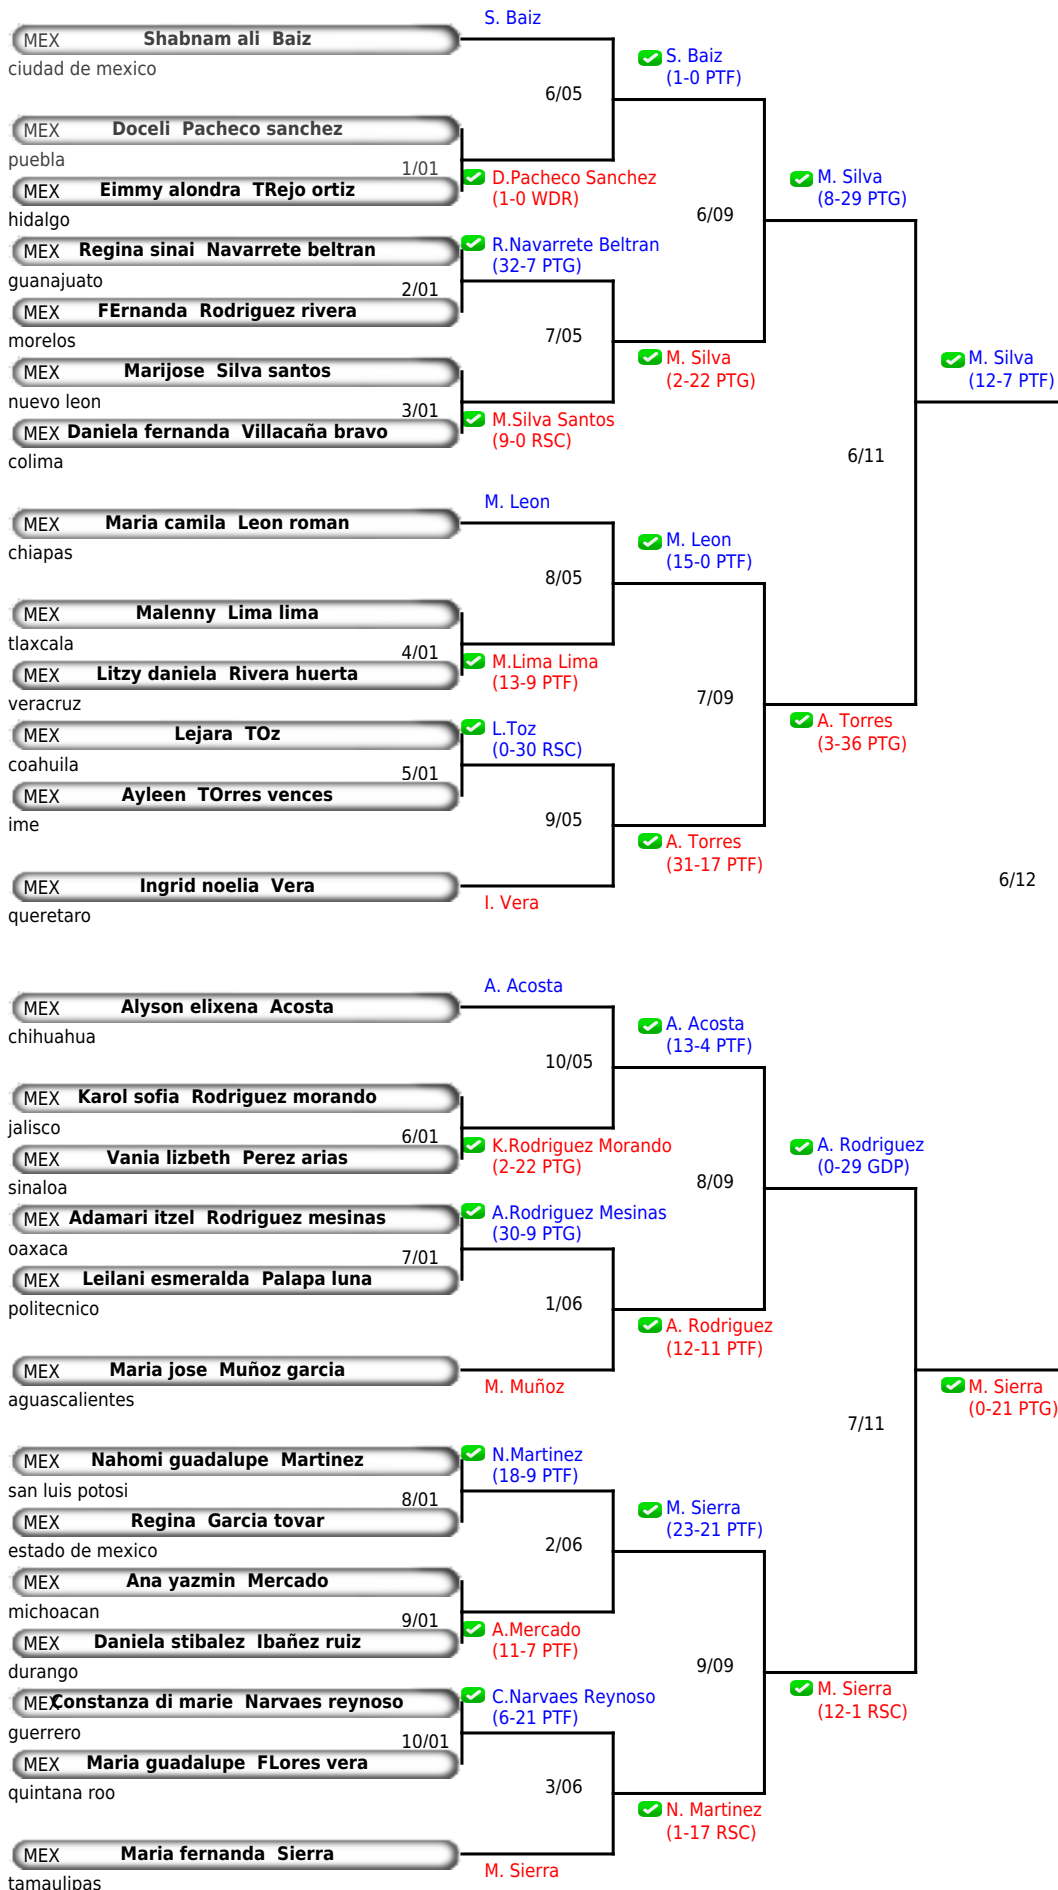 S. Baiz
MEX Shabnam ali Baiz
ciudad de mexico
S. Baiz
(1-0 PTF)
6/05
MEX Doceli Pacheco sanchez
puebla
1/01
D.Pacheco Sanchez
(1-0 WDR)
MEX Eimmy alondra TRejo ortiz
hidalgo
M. Silva
(8-29 PTG)
6/09
MEX Regina sinai Navarrete beltran
guanajuato
R.Navarrete Beltran
(32-7 PTG)
2/01
MEX FErnanda Rodriguez rivera
morelos
7/05
M. Silva
(2-22 PTG)
M. Silva
(12-7 PTF)
MEX Marijose Silva santos
nuevo leon
3/01
M.Silva Santos
(9-0 RSC)
MEX Daniela fernanda Villacaña bravo
colima
6/11
M. Leon
MEX Maria camila Leon roman
chiapas
M. Leon
(15-0 PTF)
8/05
MEX Malenny Lima lima
tlaxcala
4/01
M.Lima Lima
(13-9 PTF)
MEX Litzy daniela Rivera huerta
veracruz
7/09
A. Torres
(3-36 PTG)
MEX Lejara TOz
coahuila
L.Toz
(0-30 RSC)
5/01
MEX Ayleen TOrres vences
ime
9/05
A. Torres
(31-17 PTF)
MEX Ingrid noelia Vera
queretaro
I. Vera
6/12
A. Acosta
MEX Alyson elixena Acosta
chihuahua
A. Acosta
(13-4 PTF)
10/05
MEX Karol sofia Rodriguez morando
jalisco
6/01
K.Rodriguez Morando
(2-22 PTG)
MEX Vania lizbeth Perez arias
sinaloa
8/09
A. Rodriguez
(0-29 GDP)
MEX Adamari itzel Rodriguez mesinas
oaxaca
A.Rodriguez Mesinas
(30-9 PTG)
7/01
MEX Leilani esmeralda Palapa luna
politecnico
1/06
A. Rodriguez
(12-11 PTF)
MEX Maria jose Muñoz garcia
aguascalientes
M. Muñoz
M. Sierra
(0-21 PTG)
7/11
MEX Nahomi guadalupe Martinez
san luis potosi
N.Martinez
(18-9 PTF)
8/01
MEX Regina Garcia tovar
estado de mexico
M. Sierra
(23-21 PTF)
2/06
MEX Ana yazmin Mercado
michoacan
9/01
A.Mercado
(11-7 PTF)
MEX Daniela stibalez Ibañez ruiz
durango
9/09
M. Sierra
(12-1 RSC)
MEX Constanza di marie Narvaes reynoso
guerrero
C.Narvaes Reynoso
(6-21 PTF)
10/01
MEX Maria guadalupe FLores vera
quintana roo
3/06
N. Martinez
(1-17 RSC)
MEX Maria fernanda Sierra
tamaulipas
M. Sierra